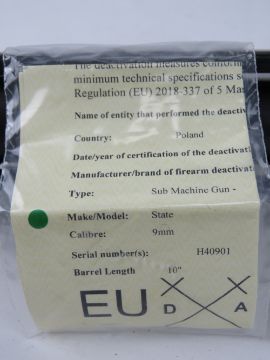 The deactivation measures conform
minimum technical specifications se
Regulation (EU) 2018-337 of 5 Mar
Name of entity that performed the deactiv
Country: Poland
Date/year of certification of the deactivat
Manufacturer/brand of firearm deactivat
Type: Sub Machine Gun -
Make/Model: State
Calibre: 9mm
Serial number(s): H40901
Barrel Length 10"
EU
D A